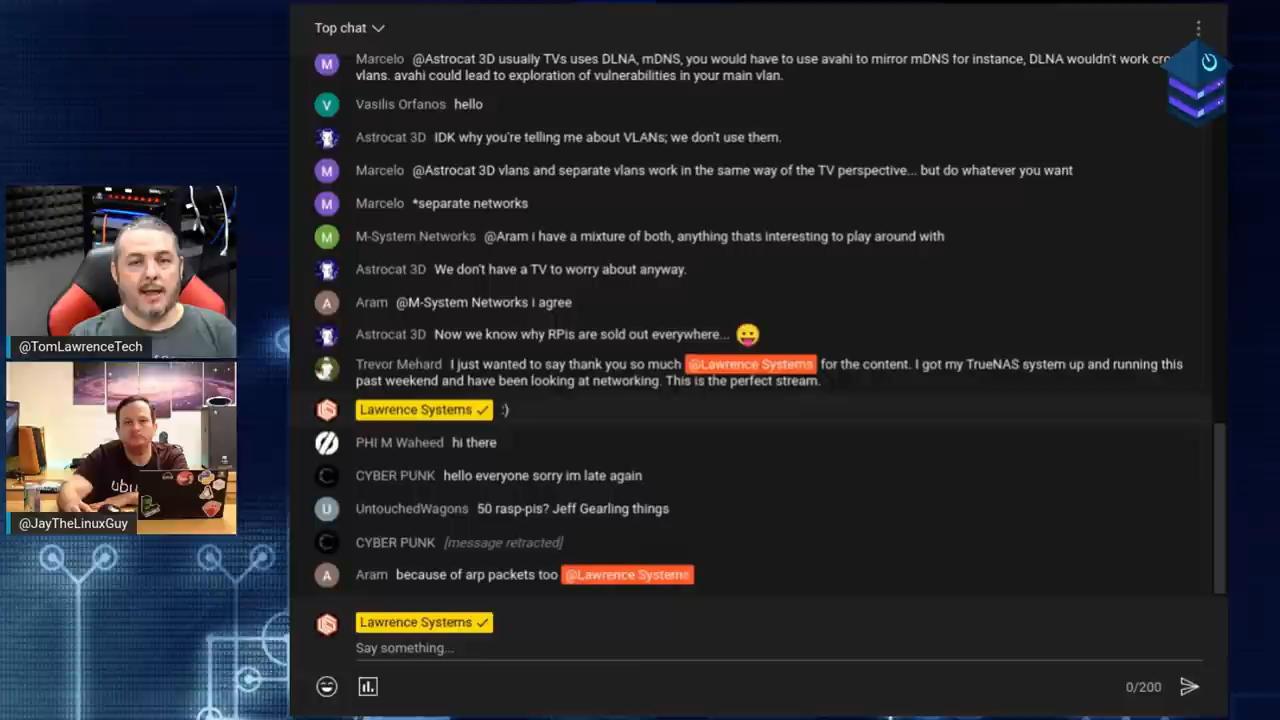 Top chat
Marcelo @Astrocat 3D usually TVs uses DLNA, mDNS, you would have to use avahi to mirror mDNS for instance, DLNA wouldn't work
vlans. avahi could lead to exploration of vulnerabilities in your main vlan.
Vasilis Orfanos hello
Astrocat 3D IDK why you're telling me about VLANs; we don't use them.
Marcelo @Astrocat 3D vlans and separate vlans work in the same way of the TV perspective... but do whatever you want
Marcelo *separate networks
M-System Networks @Aram i have a mixture of both, anything thats interesting to play around with
Astrocat 3D We don't have a TV to worry about anyway.
Aram @M-System Networks i agree
Astrocat 3D Now we know why RPis are sold out everywhere...
Trevor Mehard I just wanted to say thank you so much @Lawrence Systems for the content. I got my TrueNAS system up and running this
past weekend and have been looking at networking. This is the perfect stream.
Lawrence Systems :)
PHI M Waheed hi there
CYBER PUNK hello everyone sorry im late again
UntouchedWagons 50 rasp-pis? Jeff Gearling things
CYBER PUNK [message retracted]
Aram because of arp packets too @Lawrence Systems
Lawrence Systems
Say something...
0/200
@TomLawrenceTech
ubu
@JayTheLinuxGuy